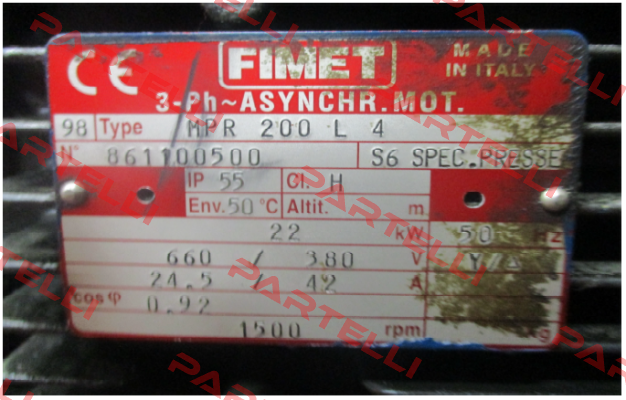 CE FIMET MADE IN ITALY
3-Ph~ASYNCHR.MOT.
98 Type MPR 200 L 4
N° 861100500 S6 SPEC.PRESSE
IP 55 Cl. H
Env. 50 °C Altit. m
22 kW 50 Hz
660 / 380 V Y/Δ
24.5 / 42 A
cosφ 0.92
1500 rpm kg
PARTELLI